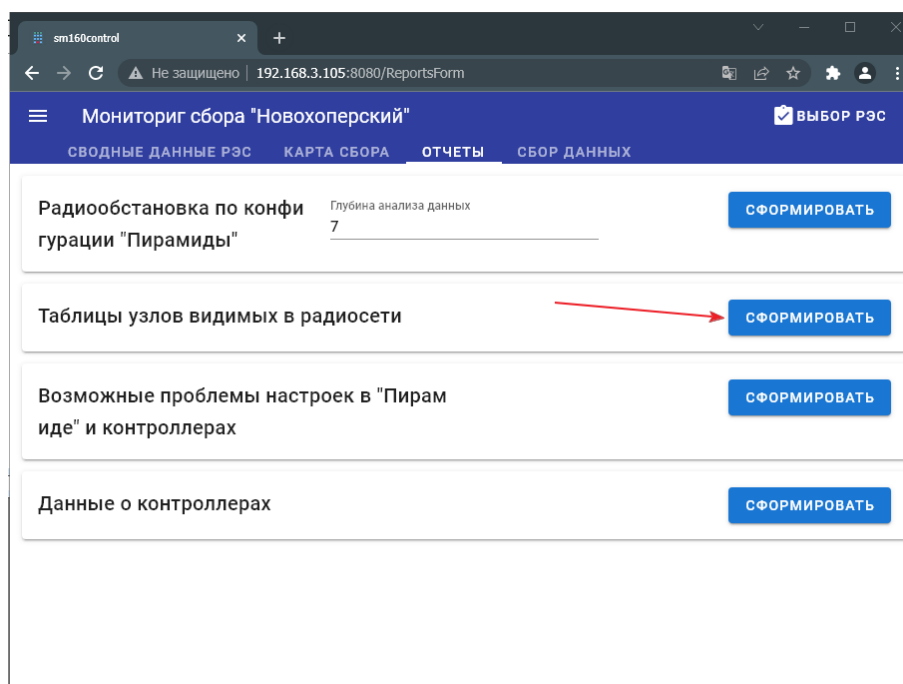 sm160control
Не защищено | 192.168.3.105:8080/ReportsForm
Мониториг сбора "Новохоперский"
ВЫБОР РЭС
СВОДНЫЕ ДАННЫЕ РЭС КАРТА СБОРА ОТЧЕТЫ СБОР ДАННЫХ
Радиообстановка по конфи
гурации "Пирамиды"
Глубина анализа данных
7
СФОРМИРОВАТЬ
Таблицы узлов видимых в радиосети
СФОРМИРОВАТЬ
Возможные проблемы настроек в "Пирам
иде" и контроллерах
СФОРМИРОВАТЬ
Данные о контроллерах
СФОРМИРОВАТЬ